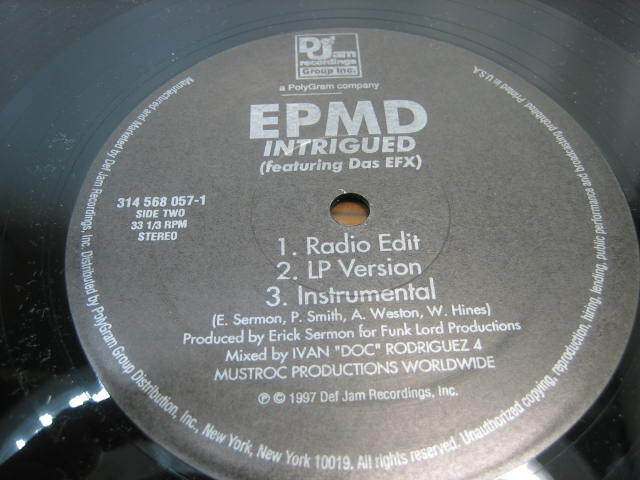 Def Jam
recordings
Group Inc.
a PolyGram company
EPMD
INTRIGUED
(featuring Das EFX)
314 568 057-1
SIDE TWO
33 1/3 RPM
STEREO
1. Radio Edit
2. LP Version
3. Instrumental
(E. Sermon, P. Smith, A. Weston, W. Hines)
Produced by Erick Sermon for Funk Lord Productions
Mixed by IVAN "DOC" RODRIGUEZ 4
MUSTROC PRODUCTIONS WORLDWIDE
℗ © 1997 Def Jam Recordings, Inc.
Manufactured and Marketed by Def Jam Recordings, Inc. Distributed by PolyGram Group Distribution, Inc. New York, New York 10019. All rights reserved. Unauthorized copying, reproduction, hiring, lending, public performance and broadcasting prohibited. Printed in U.S.A.